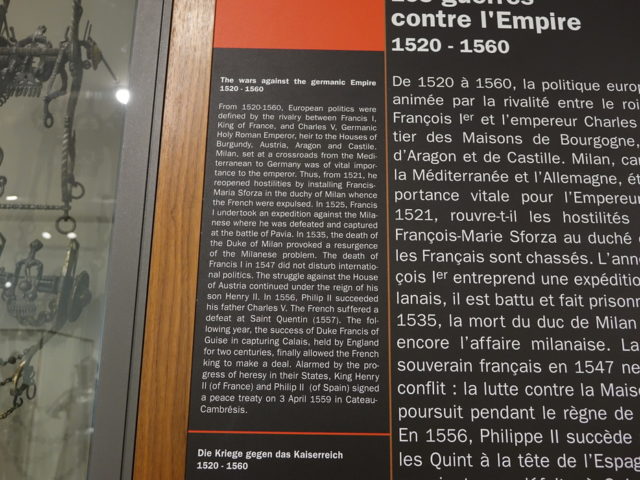 The wars against the germanic Empire
1520 - 1560
From 1520-1560, European politics were
defined by the rivalry between Francis I,
King of France, and Charles V, Germanic
Holy Roman Emperor, heir to the Houses of
Burgundy, Austria, Aragon and Castile.
Milan, set at a crossroads from the Medi-
terranean to Germany was of vital impor-
tance to the emperor. Thus, from 1521, he
reopened hostilities by installing Francis-
Maria Sforza in the duchy of Milan whence
the French were expulsed. In 1525, Francis
I undertook an expedition against the Mila-
nese where he was defeated and captured
at the battle of Pavia. In 1535, the death of
the Duke of Milan provoked a resurgence
of the Milanese problem. The death of
Francis I in 1547 did not disturb internatio-
nal politics. The struggle against the House
of Austria continued under the reign of his
son Henry II. In 1556, Philip II succeeded
his father Charles V. The French suffered a
defeat at Saint Quentin (1557). The fol-
lowing year, the success of Duke Francis of
Guise in capturing Calais, held by England
for two centuries, finally allowed the French
king to make a deal. Alarmed by the pro-
gress of heresy in their States, King Henry
II (of France) and Philip II (of Spain) signed
a peace treaty on 3 April 1559 in Cateau-
Cambrésis.
Die Kriege gegen das Kaiserreich
1520 - 1560
Les guerres
contre l'Empire
1520 - 1560
De 1520 à 1560, la politique europ
animée par la rivalité entre le roi
François Ier et l'empereur Charles
tier des Maisons de Bourgogne,
d'Aragon et de Castille. Milan, car
la Méditerranée et l'Allemagne, ét
portance vitale pour l'Empereur
1521, rouvre-t-il les hostilités
François-Marie Sforza au duché
les Français sont chassés. L'ann
çois Ier entreprend une expéditio
lanais, il est battu et fait prisonn
1535, la mort du duc de Milan
encore l'affaire milanaise. La
souverain français en 1547 ne
conflit : la lutte contre la Mais
poursuit pendant le règne de
En 1556, Philippe II succède
les Quint à la tête de l'Espag